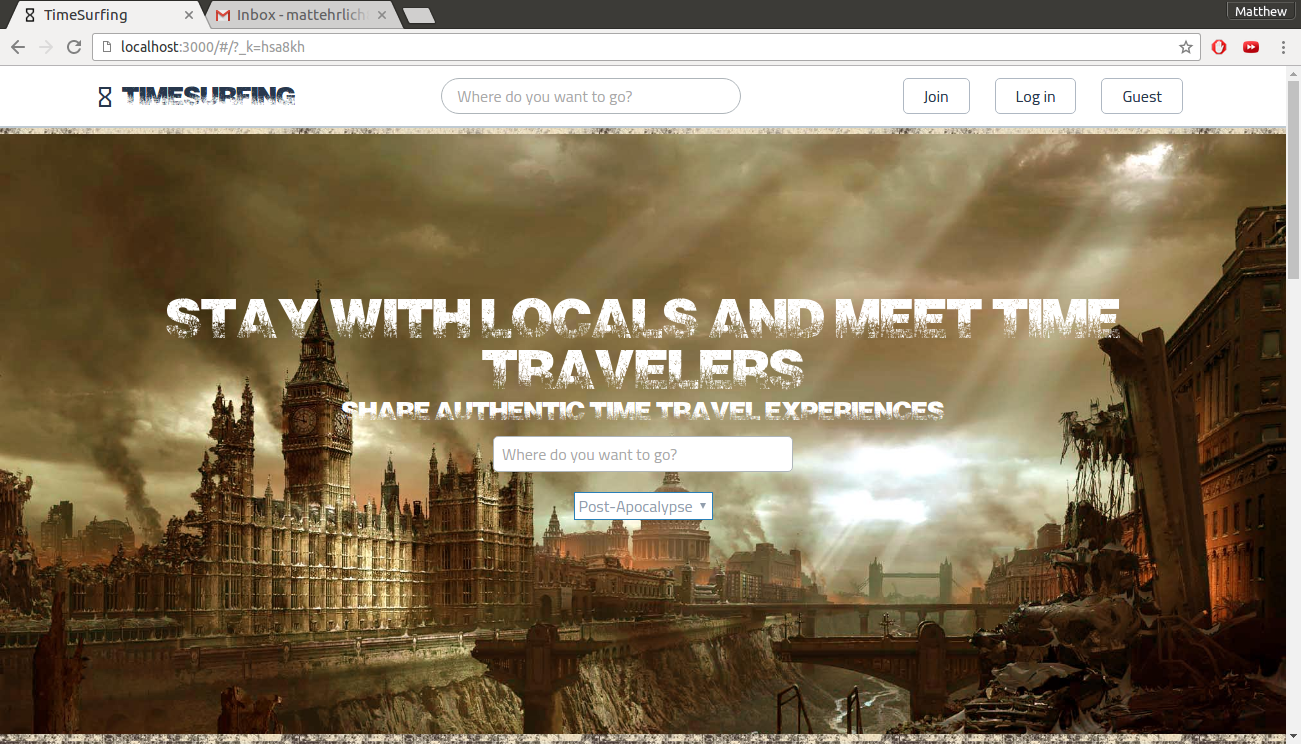 Matthew
TimeSurfing
Inbox - mattehrlich
localhost:3000/#/?_k=hsa8kh
TIMESURFING
Where do you want to go?
Join
Log in
Guest
STAY WITH LOCALS AND MEET TIME
TRAVELERS
SHARE AUTHENTIC TIME TRAVEL EXPERIENCES
Where do you want to go?
Post-Apocalypse